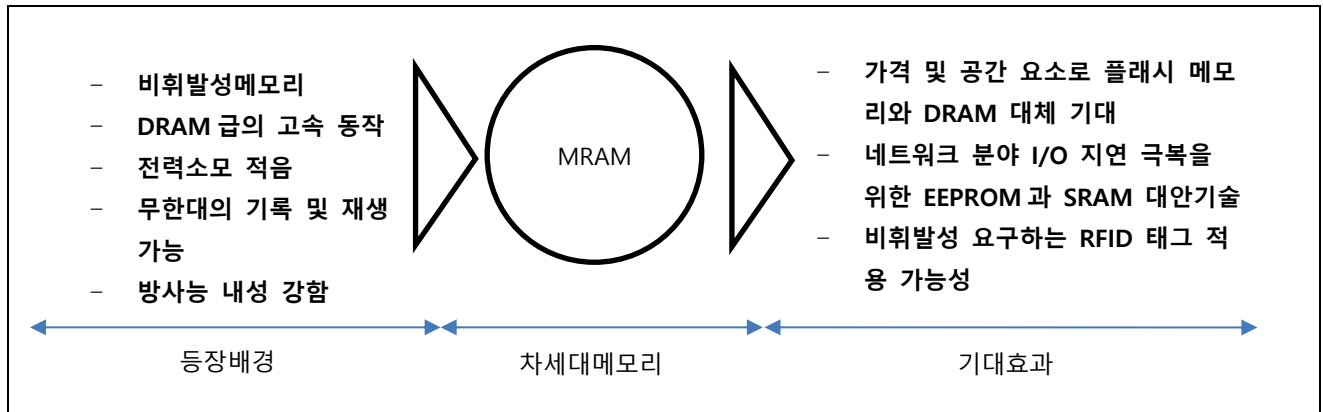 – 비휘발성메모리
– DRAM 급의 고속 동작
– 전력소모 적음
– 무한대의 기록 및 재생
가능
– 방사능 내성 강함
MRAM
– 가격 및 공간 요소로 플래시 메모
리와 DRAM 대체 기대
– 네트워크 분야 I/O 지연 극복을
위한 EEPROM 과 SRAM 대안기술
– 비휘발성 요구하는 RFID 태그 적
용 가능성
등장배경
차세대메모리
기대효과